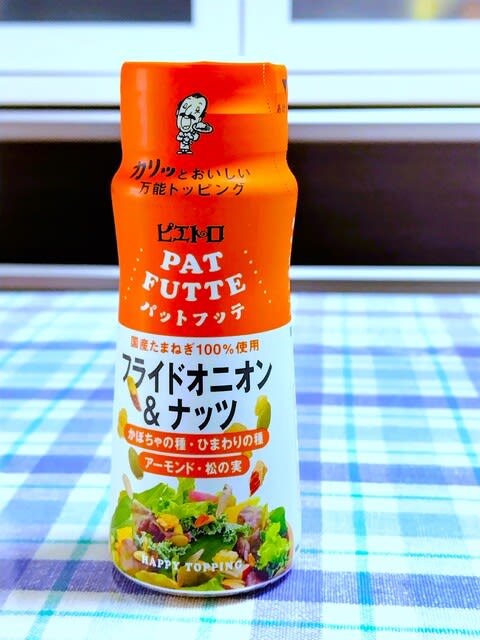 カリッとおいしい
万能トッピング
ピエトロ
PAT
FUTTE
パットフッテ
国産たまねぎ100%使用
フライドオニオン
& ナッツ
かぼちゃの種・ひまわりの種
アーモンド・松の実
HAPPY TOPPING